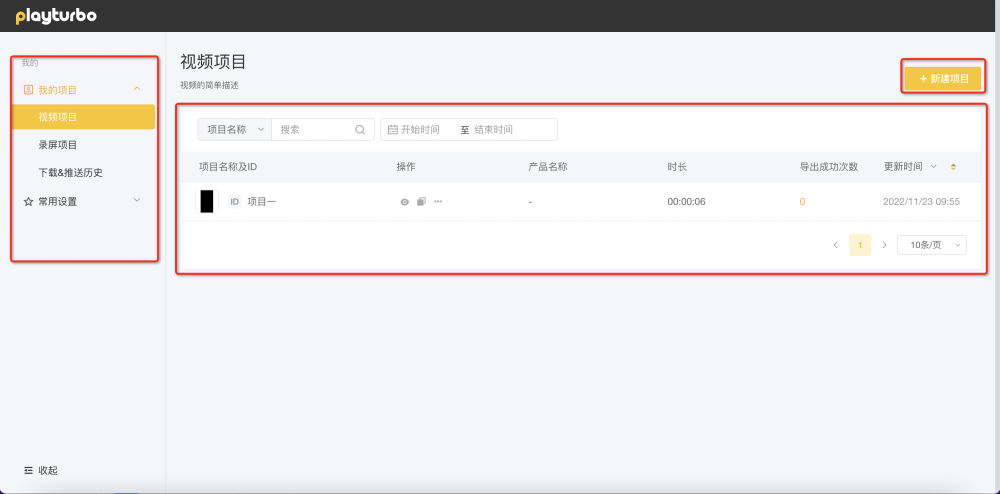 playturbo
我的
我的项目
视频项目
录屏项目
下载&推送历史
常用设置
收起
视频项目
视频的简单描述
+ 新建项目
项目名称 搜索 开始时间 至 结束时间
项目名称及ID 操作 产品名称 时长 导出成功次数 更新时间
ID 项目一 - 00:00:06 0 2022/11/23 09:55
1 10条/页